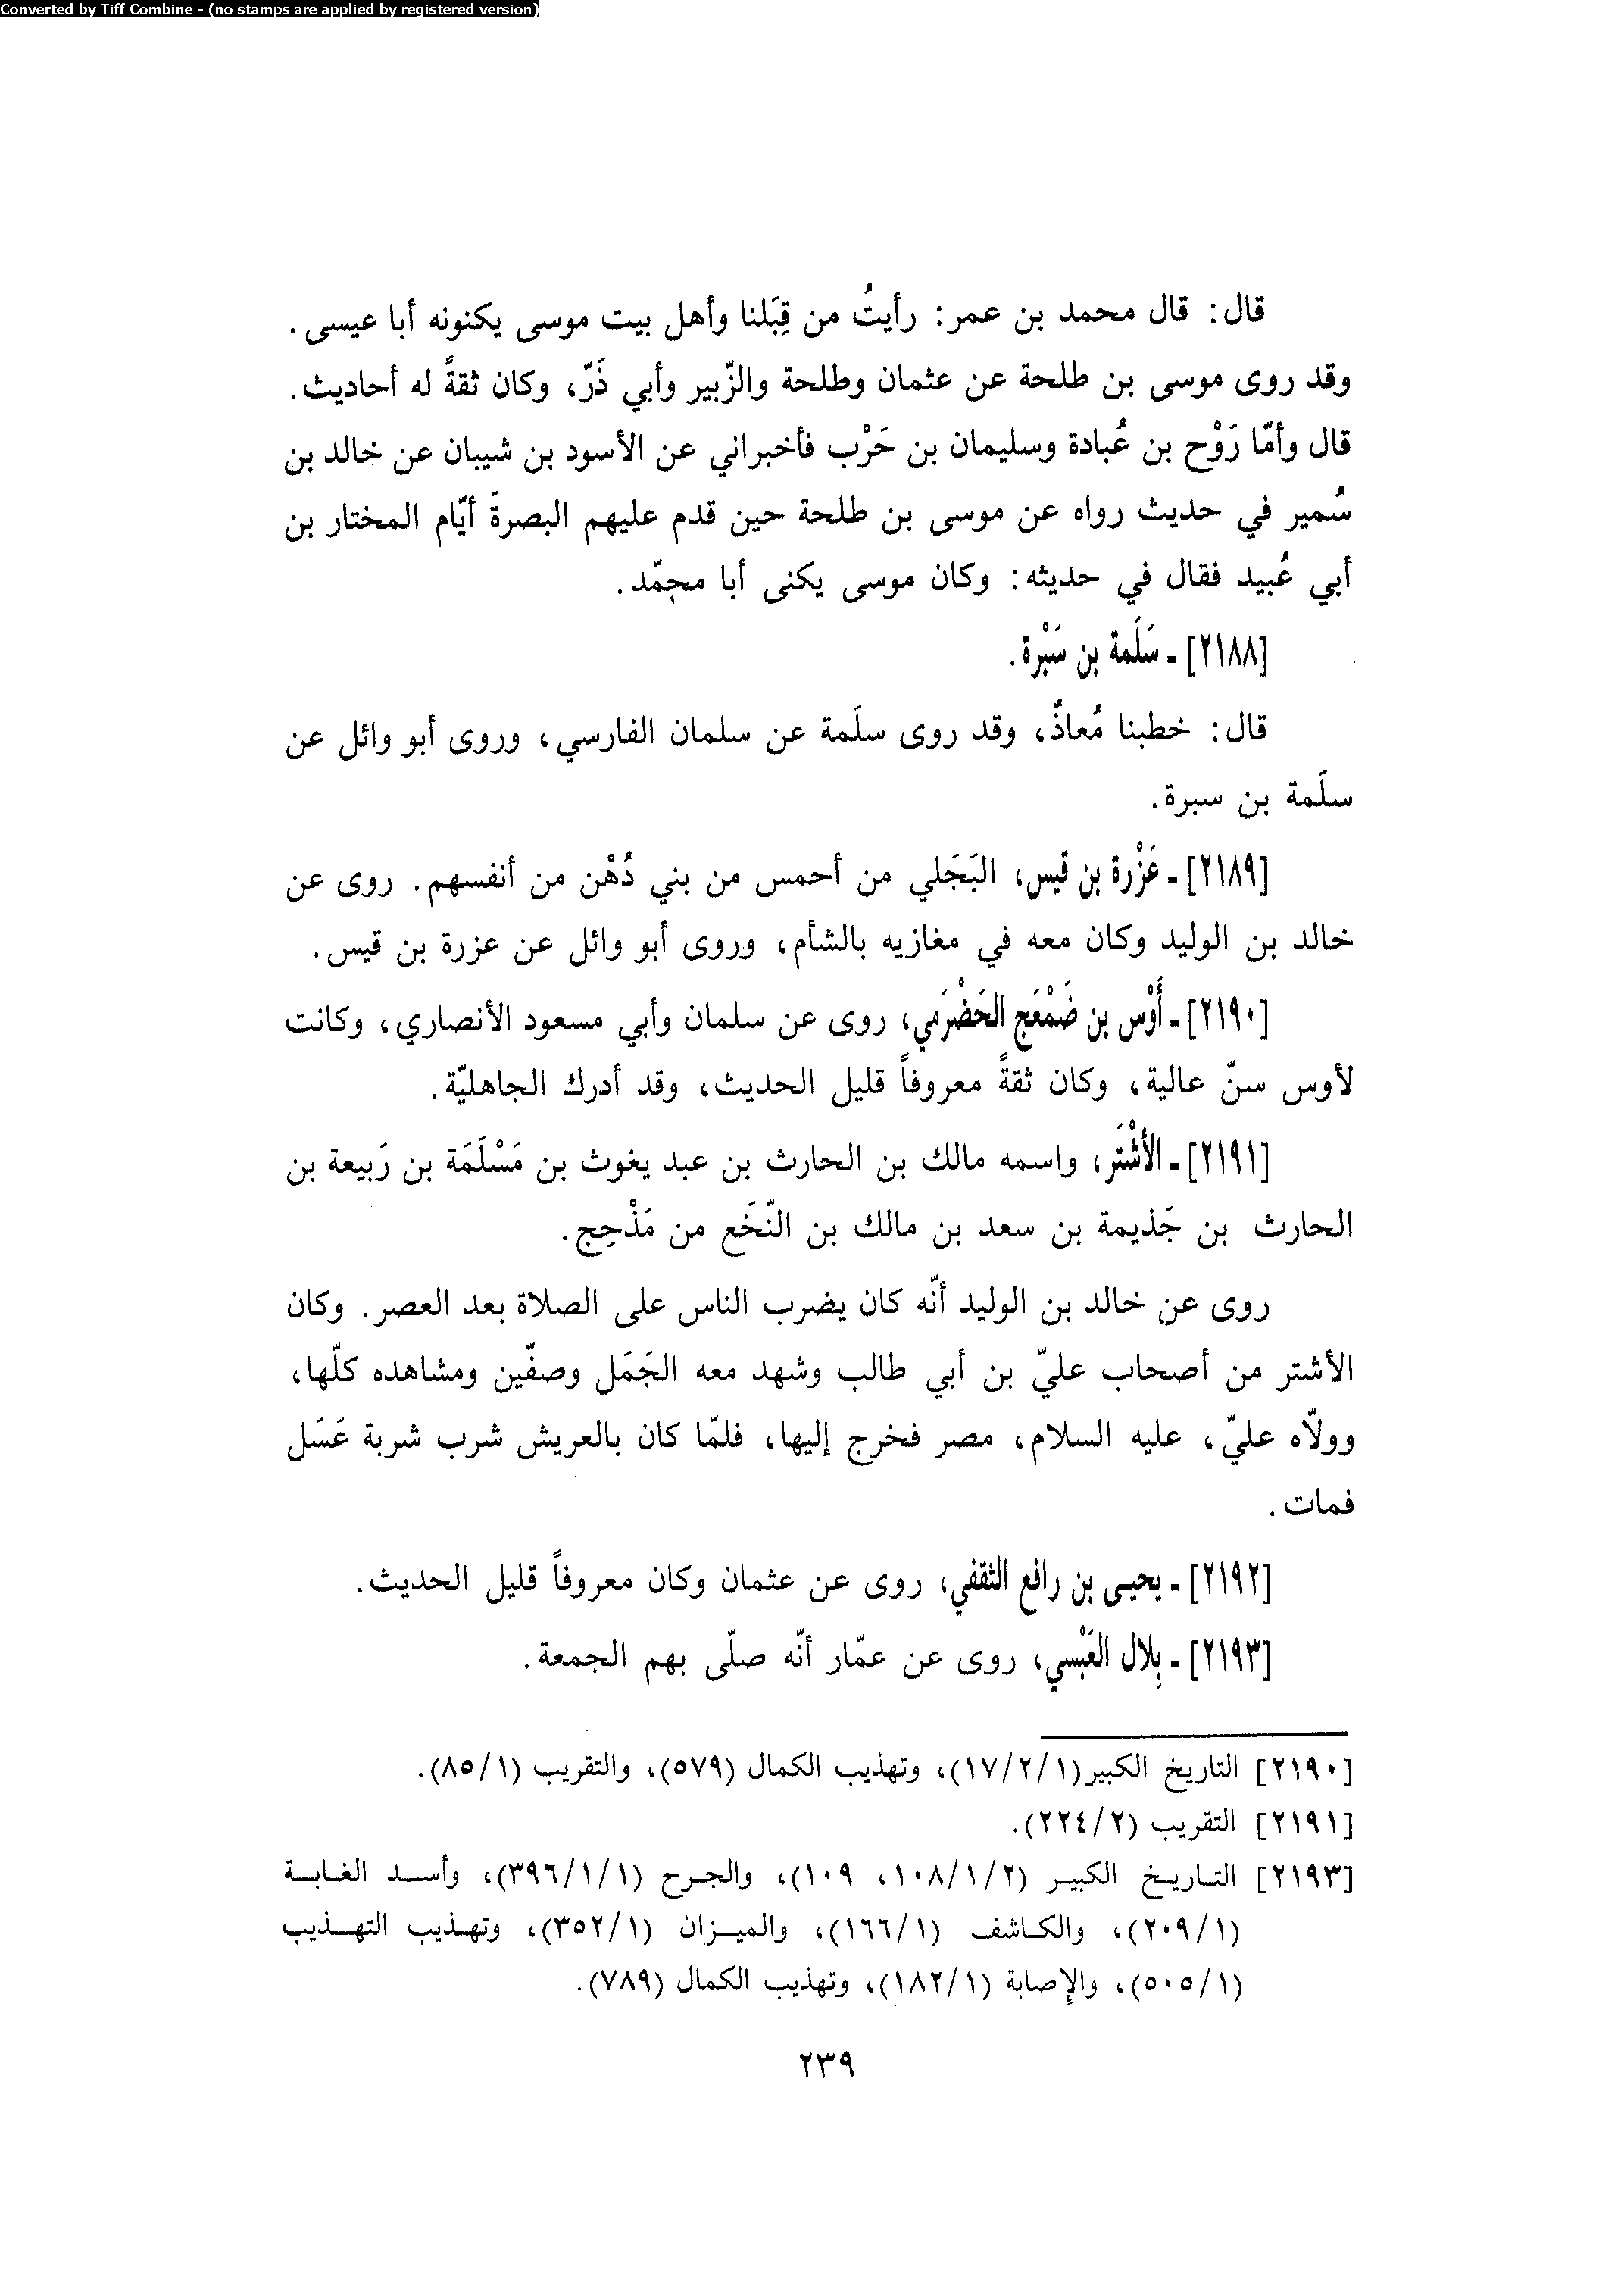 Converted by Tiff Combine - (no stamps are applied by registered version)
قال: قال محمد بن عمر: رأيتُ من قِبَلنا وأهل بيت موسى يكنونه أبا عيسى.
وقد روى موسى بن طلحة عن عثمان وطلحة والزّبير وأبي ذَرّ، وكان ثقةً له أحاديث.
قال وأمّا رَوْح بن عُبادة وسليمان بن حَرْب فأخبراني عن الأسود بن شيبان عن خالد بن
سُمير في حديث رواه عن موسى بن طلحة حين قدم عليهم البصرةَ أيّام المختار بن
أبي عُبيد فقال في حديثه: وكان موسى يكنى أبا محمّد.
[٢١٨٨] ـ سَلَمة بن سَبْرة.
قال: خطبنا مُعاذٌ، وقد روى سلَمة عن سلمان الفارسي، وروى أبو وائل عن
سلَمة بن سبرة.
[٢١٨٩] ـ عَزْرة بن قيس، البَجَلي من أحمس من بني دُهْن من أنفسهم. روى عن
خالد بن الوليد وكان معه في مغازيه بالشأم، وروى أبو وائل عن عزرة بن قيس.
[٢١٩٠] ـ أَوْس بن ضَمْعَج الحَضْرَمي، روى عن سلمان وأبي مسعود الأنصاري، وكانت
لأوس سنّ عالية، وكان ثقةً معروفاً قليل الحديث، وقد أدرك الجاهليّة.
[٢١٩١] ـ الأشْتَر، واسمه مالك بن الحارث بن عبد يغوث بن مَسْلَمَة بن رَبيعة بن
الحارث بن جَذيمة بن سعد بن مالك بن النّخَع من مَذْحِج.
روى عن خالد بن الوليد أنّه كان يضرب الناس على الصلاة بعد العصر. وكان
الأشتر من أصحاب عليّ بن أبي طالب وشهد معه الجَمَل وصفّين ومشاهده كلّها،
وولّاه عليّ، عليه السلام، مصر فخرج إليها، فلمّا كان بالعريش شرب شربة عَسَل
فمات.
[٢١٩٢] ـ يحيى بن رافع الثقفي، روى عن عثمان وكان معروفاً قليل الحديث.
[٢١٩٣] ـ بِلال العَبْسي، روى عن عمّار أنّه صلّى بهم الجمعة.
[٢١٩٠] التاريخ الكبير(١/٢/١٧)، وتهذيب الكمال (٥٧٩)، والتقريب (١/٨٥).
[٢١٩١] التقريب (٢/٢٢٤).
[٢١٩٣] التاريخ الكبير (٢/١/١٠٨، ١٠٩)، والجرح (١/١/٣٩٦)، وأسد الغابة
(١/٢٠٩)، والكاشف (١/١٦٦)، والميزان (١/٣٥٢)، وتهذيب التهذيب
(١/٥٠٥)، والإصابة (١/١٨٢)، وتهذيب الكمال (٧٨٩).
٢٣٩